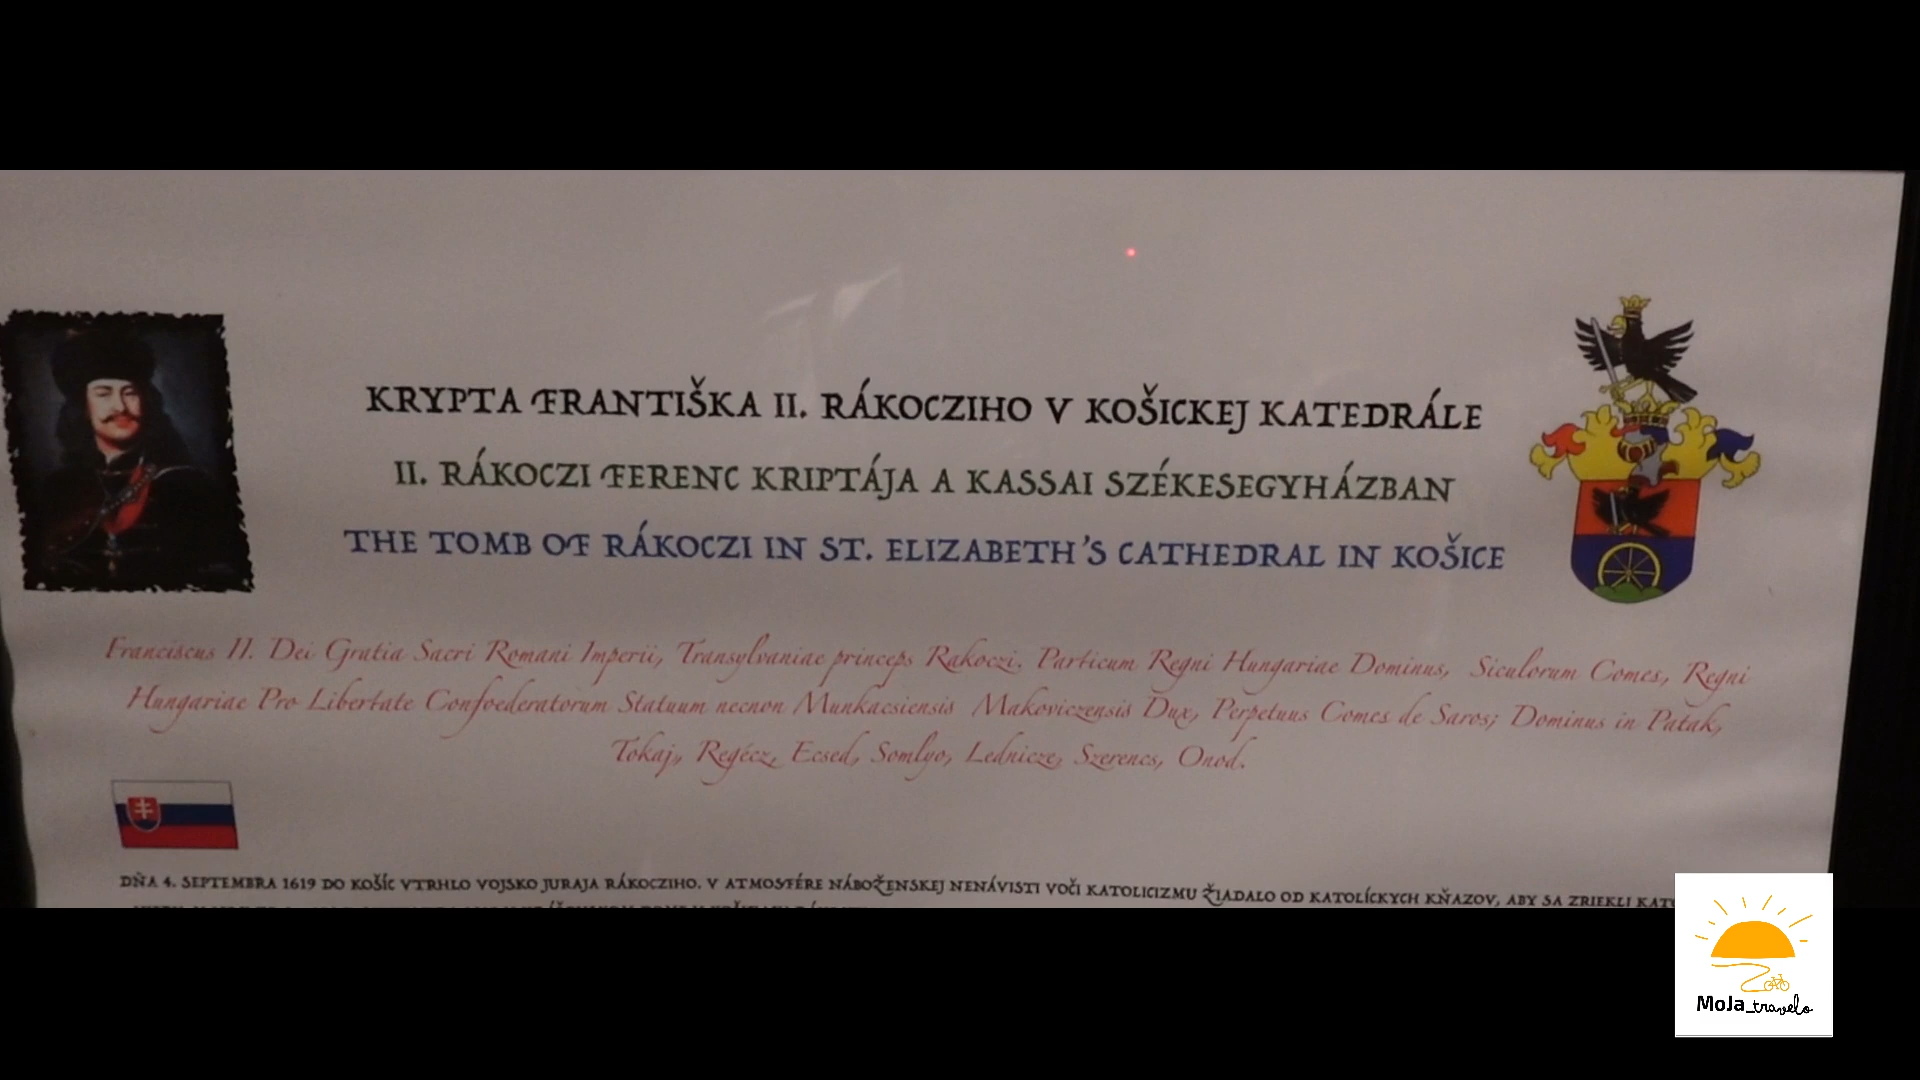 KRYPTA FRANTIŠKA II. RÁKOCZIHO V KOŠICKEJ KATEDRÁLE
II. RÁKOCZI FERENC KRIPTÁJA A KASSAI SZÉKESEGYHÁZBAN
THE TOMB OF RÁKOCZI IN ST. ELIZABETH'S CATHEDRAL IN KOŠICE
Franciscus II. Dei Gratia Sacri Romani Imperii, Transylvaniae princeps Rakoczi. Particum Regni Hungariae Dominus, Siculorum Comes, Regni
Hungariae Pro Libertate Confoederatorum Statuum necnon Munkacsiensis Makoviczensis Dux, Perpetuus Comes de Saros; Dominus in Patak,
Tokaj, Regécz, Ecsed, Somlyo, Lednicze, Szerencs, Onod.
DŇA 4. SEPTEMBRA 1619 DO KOŠÍC VTRHLO VOJSKO JURAJA RÁKOCZIHO. V ATMOSFÉRE NÁBOŽENSKEJ NENÁVISTI VOČI KATOLICIZMU ŽIADALO OD KATOLÍCKYCH KŇAZOV, ABY SA ZRIEKLI
MoJa_travelo